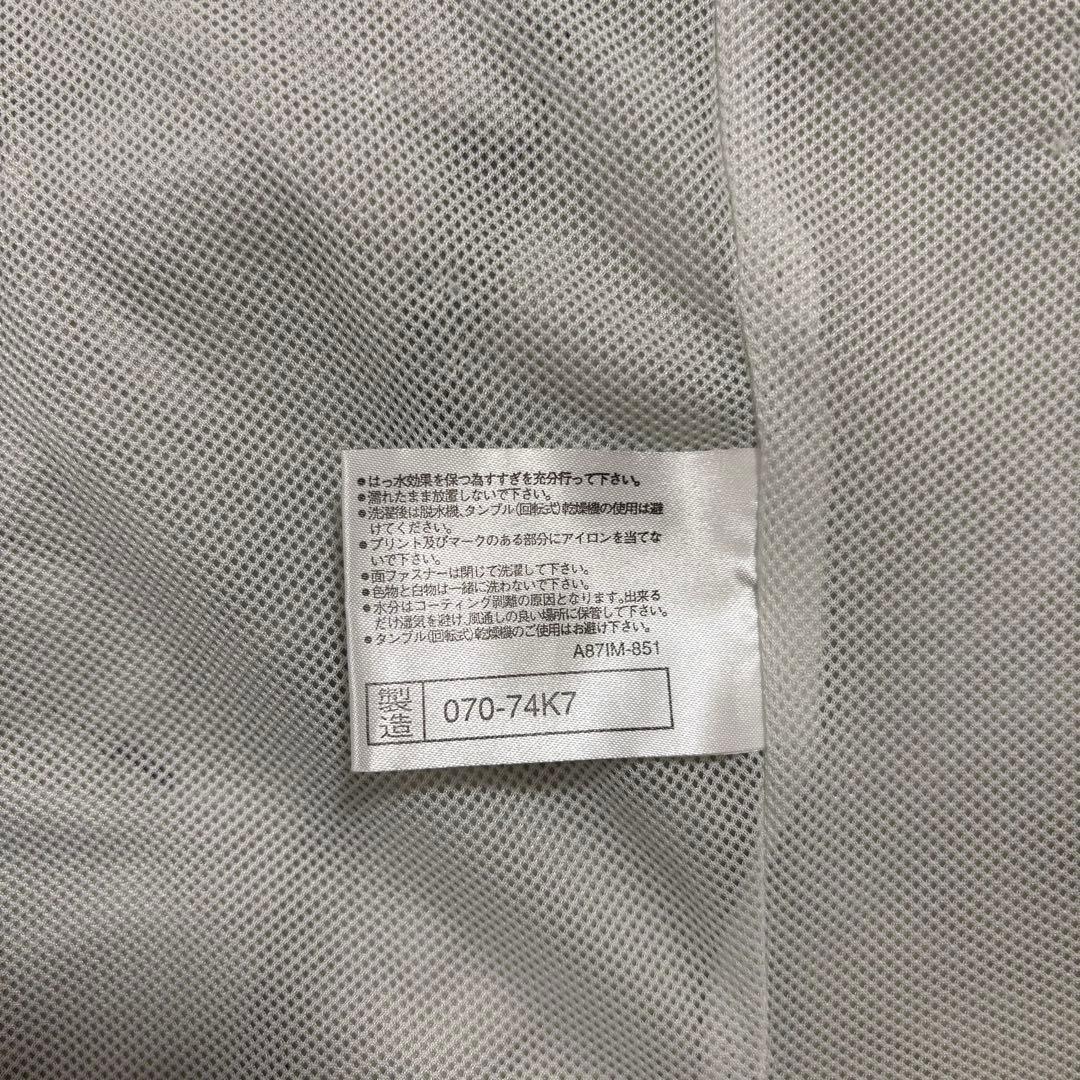 ●はっ水効果を保つ為すすぎを充分行って下さい。
●濡れたまま放置しないで下さい。
●洗濯後は脱水機、タンブル(回転式)乾燥機の使用は避
けてください。
●プリント及びマークのある部分にアイロンを当てな
いで下さい。
●面ファスナーは閉じて洗濯して下さい。
●色物と白物は一緒に洗わないで下さい。
●水分はコーティング剥離の原因となります。出来る
だけ湿気を避け、風通しの良い場所に保管して下さい。
●タンブル(回転式)乾燥機のご使用はお避け下さい。
A87IM-851
製造 070-74K7